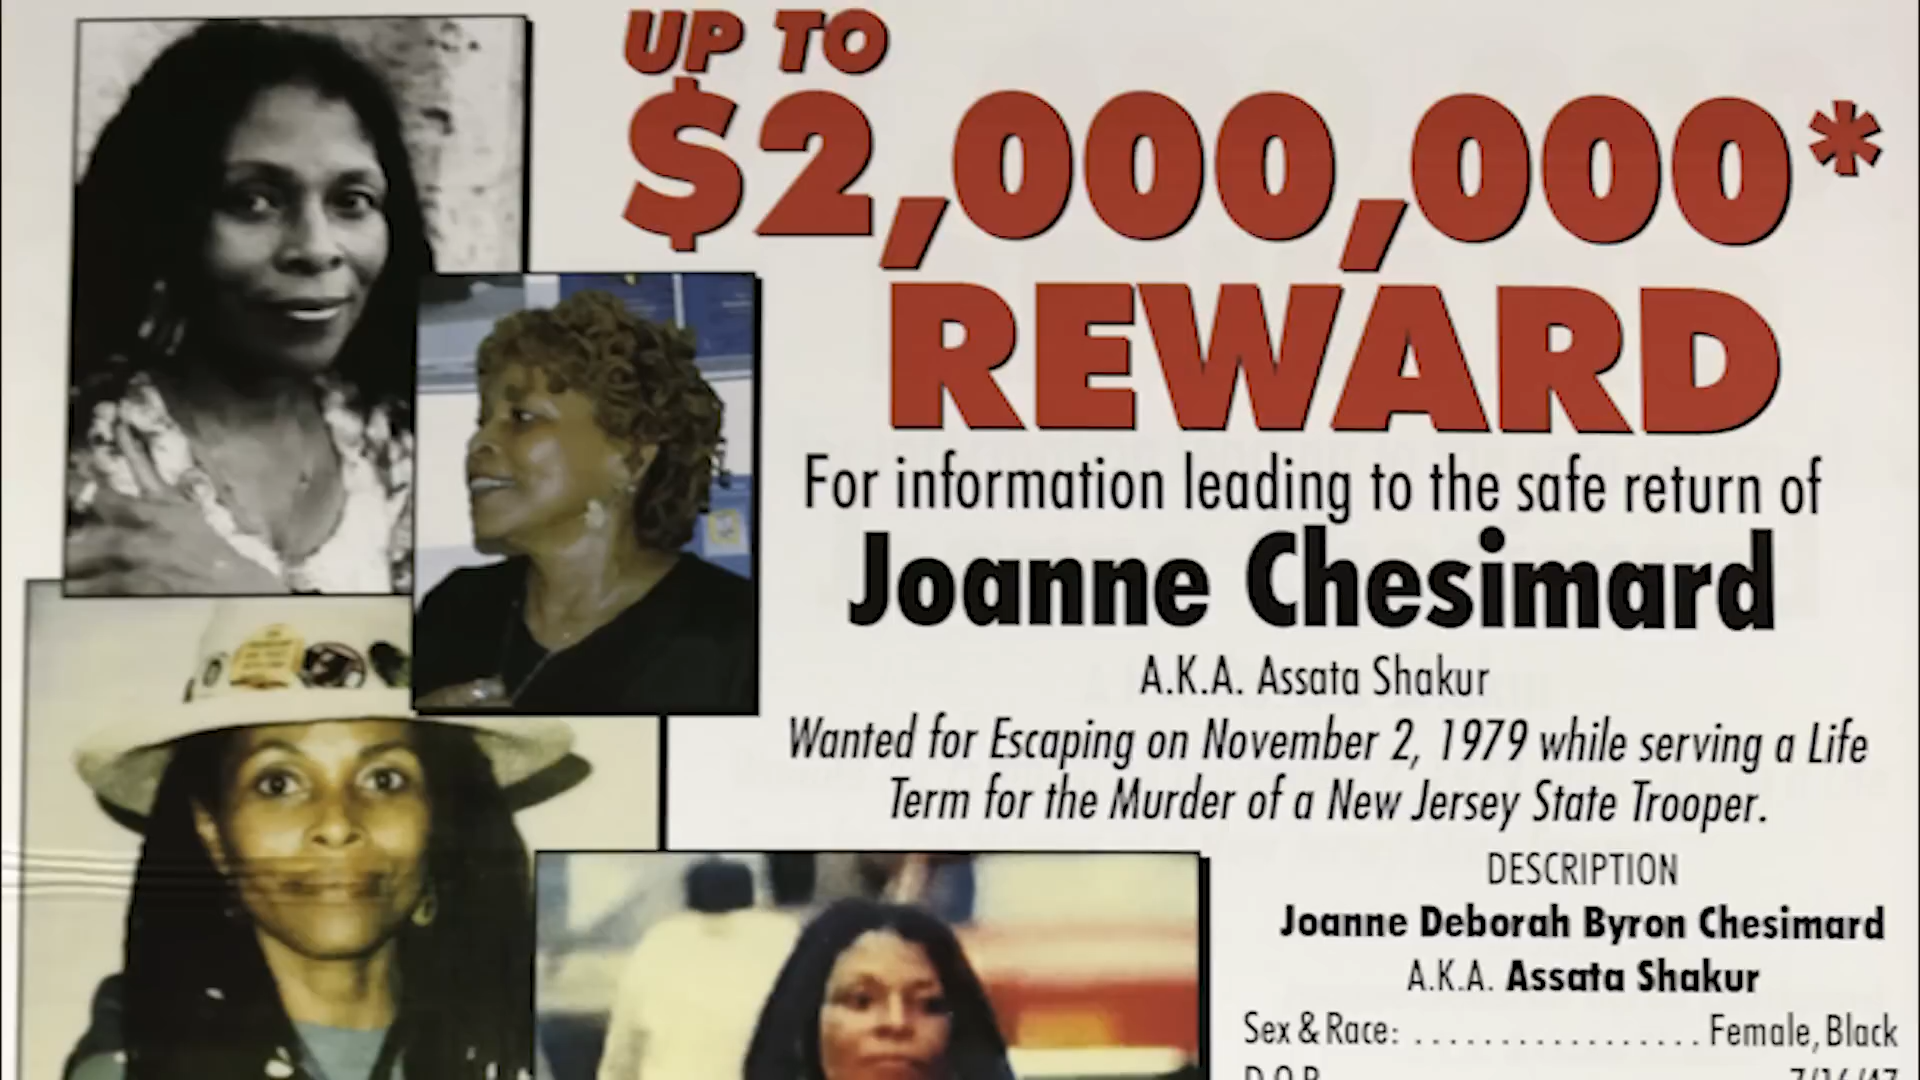 UP TO
$2,000,000*
REWARD
For information leading to the safe return of
Joanne Chesimard
A.K.A. Assata Shakur
Wanted for Escaping on November 2, 1979 while serving a Life
Term for the Murder of a New Jersey State Trooper.
DESCRIPTION
Joanne Deborah Byron Chesimard
A.K.A. Assata Shakur
Sex & Race: ................. Female, Black